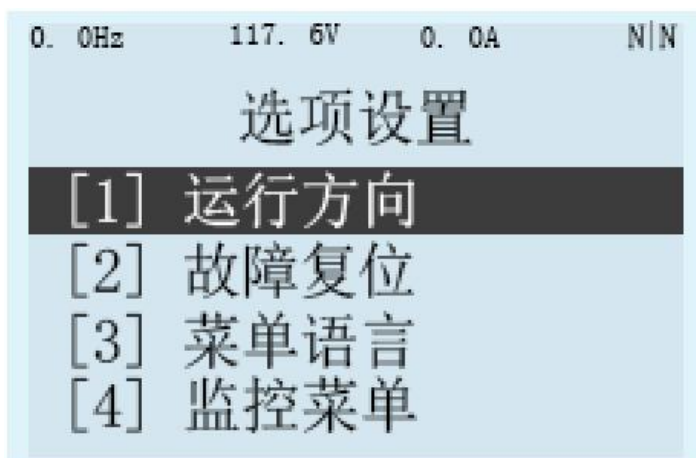 0. 0Hz 117. 6V 0. 0A N|N
选项设置
[1] 运行方向
[2] 故障复位
[3] 菜单语言
[4] 监控菜单